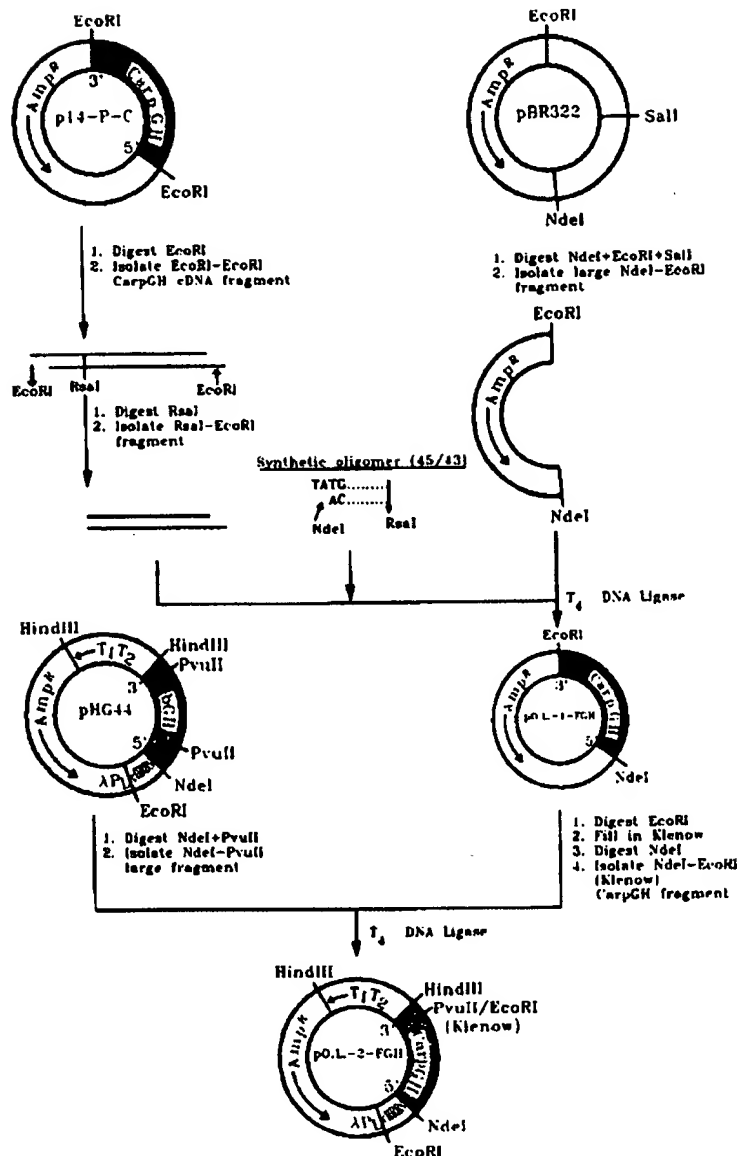 EcoRI
AmpR
3'
CarpGH
p14-P-C
5'
EcoRI
EcoRI
AmpR
pBR322
SalI
NdeI
1. Digest EcoRI
2. Isolate EcoRI-EcoRI
CarpGH cDNA fragment
1. Digest NdeI+EcoRI+SalI
2. Isolate large NdeI-EcoRI
fragment
EcoRI
AmpR
NdeI
EcoRI
RsaI
EcoRI
1. Digest RsaI
2. Isolate RsaI-EcoRI
fragment
Synthetic oligomer (45/43)
TATG........
AC........
NdeI
RsaI
T4 DNA Ligase
HindIII
T1T2
HindIII
PvuII
AmpR
3'
pHG44
bGH
5'
PvuII
NdeI
λPL
EcoRI
EcoRI
AmpR
3'
CarpGH
pO.L.-1-FGH
5'
NdeI
1. Digest NdeI+PvuII
2. Isolate NdeI-PvuII
large fragment
1. Digest EcoRI
2. Fill in Klenow
3. Digest NdeI
4. Isolate NdeI-EcoRI
(Klenow)
CarpGH fragment
T4 DNA Ligase
HindIII
T1T2
HindIII
PvuII/EcoRI
(Klenow)
AmpR
3'
pO.L.-2-FGH
CarpGH
5'
λPL
NdeI
EcoRI